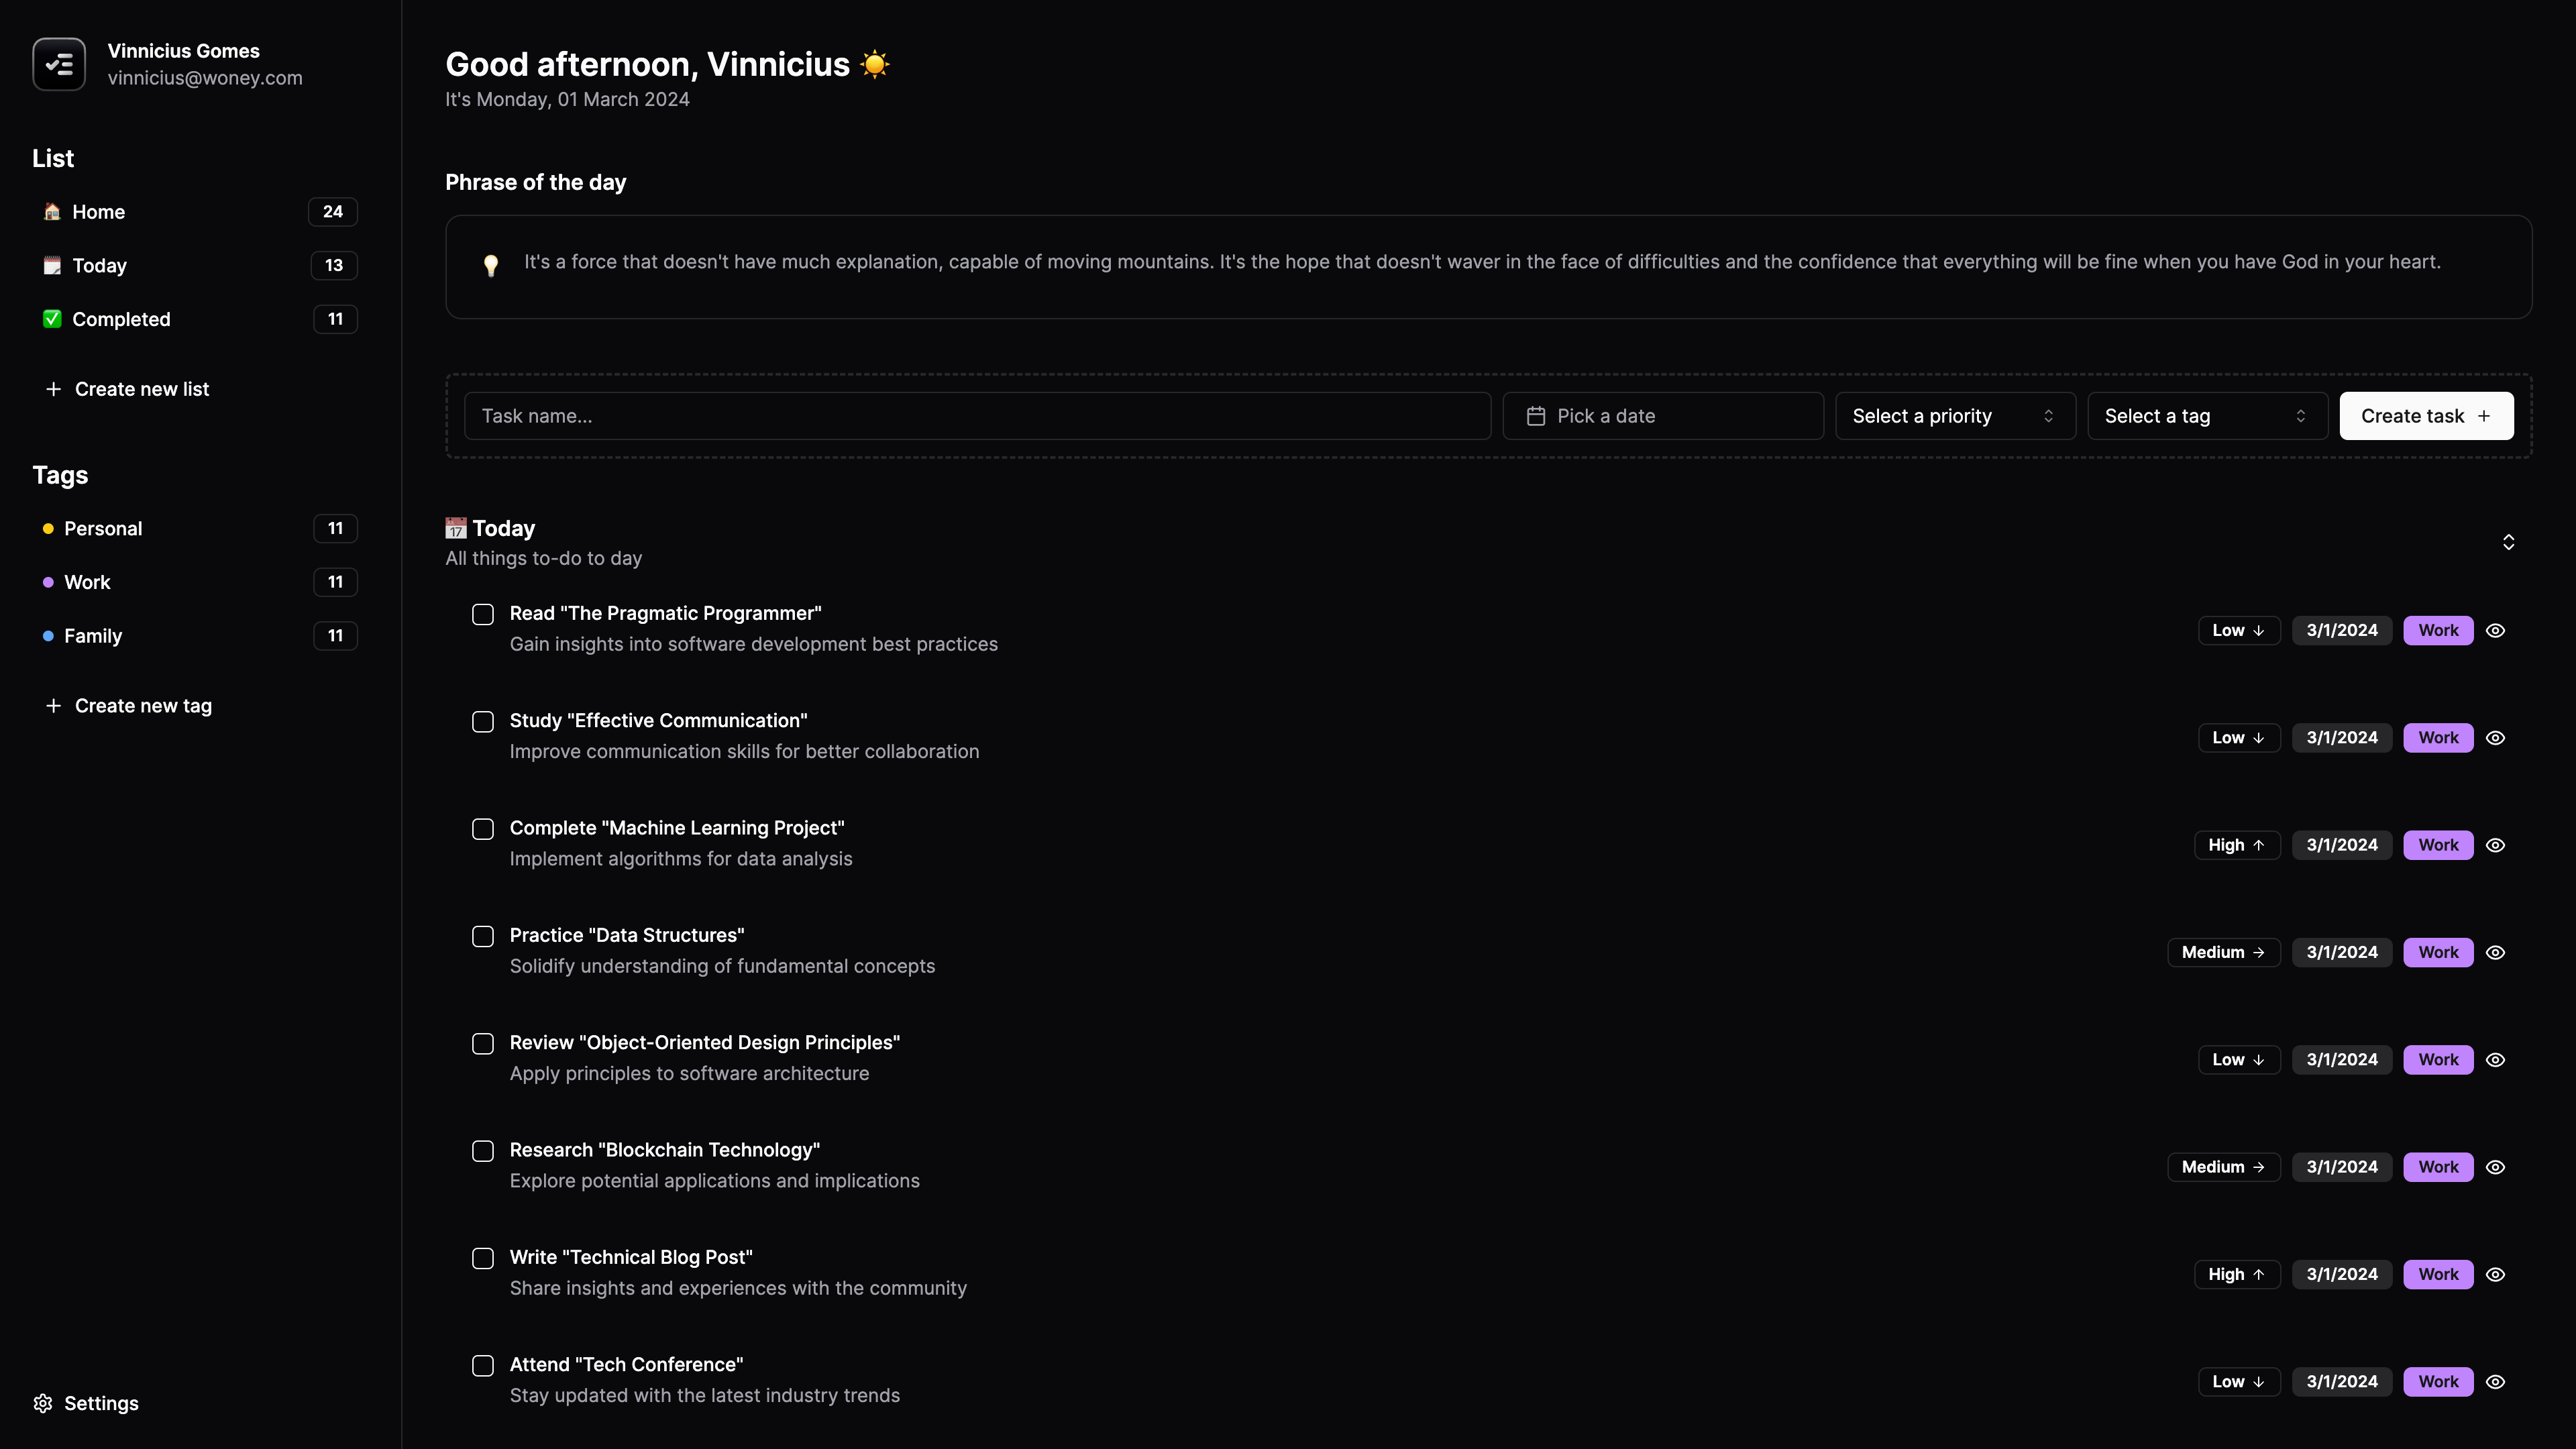 Vinnicius Gomes
vinnicius@woney.com
List
Home 24
Today 13
Completed 11
Create new list
Tags
Personal 11
Work 11
Family 11
Create new tag
Settings
Good afternoon, Vinnicius
It's Monday, 01 March 2024
Phrase of the day
It's a force that doesn't have much explanation, capable of moving mountains. It's the hope that doesn't waver in the face of difficulties and the confidence that everything will be fine when you have God in your heart.
Task name... Pick a date Select a priority Select a tag Create task +
17 Today
All things to-do to day
Read "The Pragmatic Programmer"
Gain insights into software development best practices
Low ↓ 3/1/2024 Work
Study "Effective Communication"
Improve communication skills for better collaboration
Low ↓ 3/1/2024 Work
Complete "Machine Learning Project"
Implement algorithms for data analysis
High ↑ 3/1/2024 Work
Practice "Data Structures"
Solidify understanding of fundamental concepts
Medium → 3/1/2024 Work
Review "Object-Oriented Design Principles"
Apply principles to software architecture
Low ↓ 3/1/2024 Work
Research "Blockchain Technology"
Explore potential applications and implications
Medium → 3/1/2024 Work
Write "Technical Blog Post"
Share insights and experiences with the community
High ↑ 3/1/2024 Work
Attend "Tech Conference"
Stay updated with the latest industry trends
Low ↓ 3/1/2024 Work